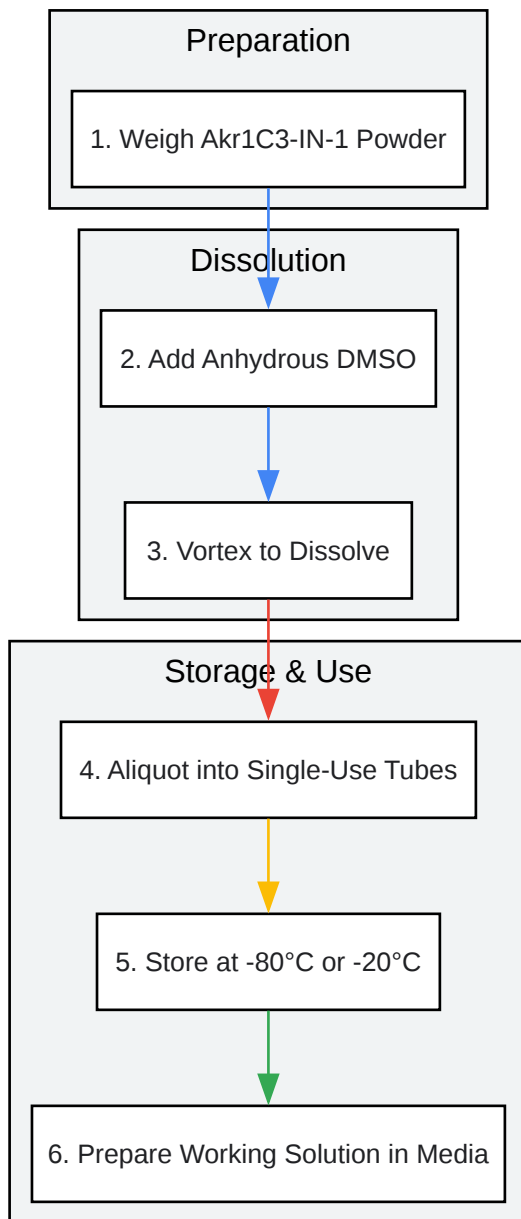 Preparation
1. Weigh Akr1C3-IN-1 Powder
Dissolution
2. Add Anhydrous DMSO
3. Vortex to Dissolve
Storage & Use
4. Aliquot into Single-Use Tubes
5. Store at -80°C or -20°C
6. Prepare Working Solution in Media